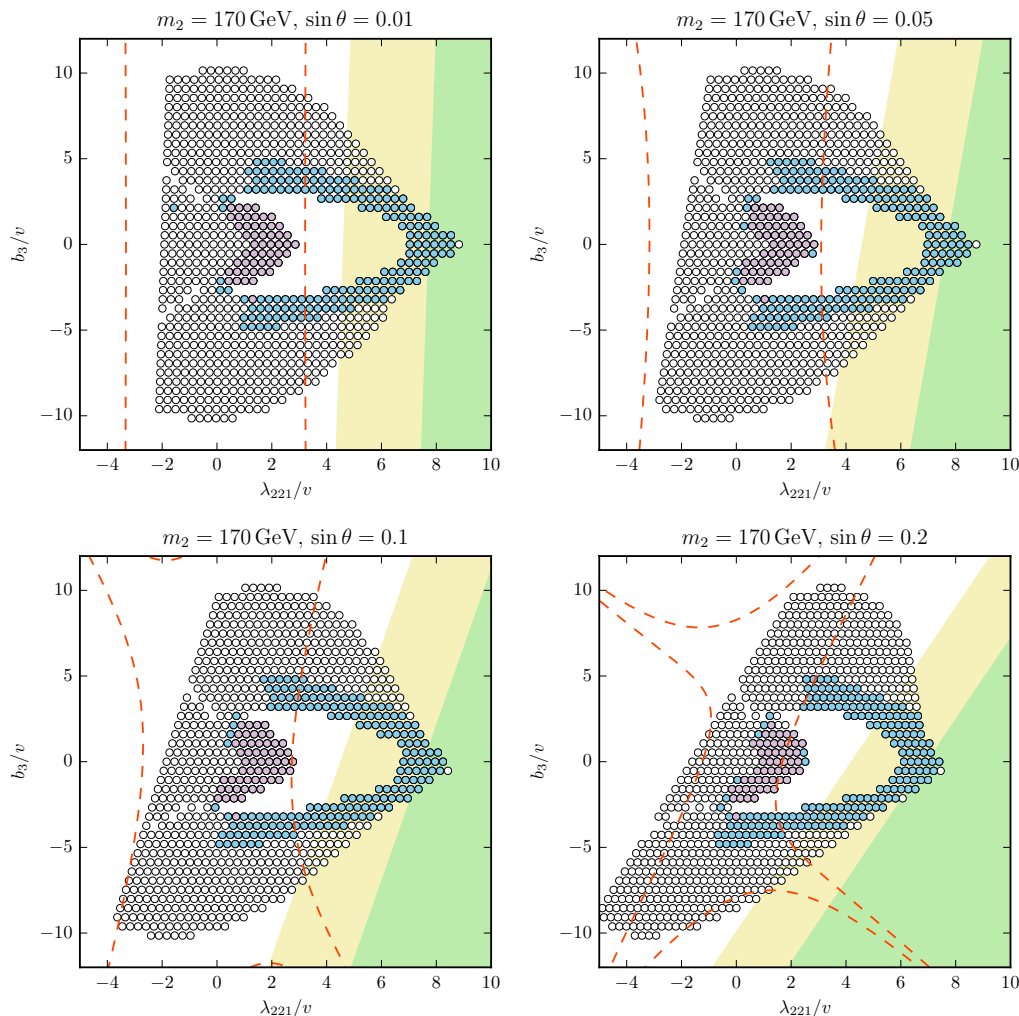 m₂ = 170 GeV, sin θ = 0.01
m₂ = 170 GeV, sin θ = 0.05
10
5
0
−5
−10
b₃/v
−4 −2 0 2 4 6 8 10
λ₂₂₁/v
10
5
0
−5
−10
b₃/v
−4 −2 0 2 4 6 8 10
λ₂₂₁/v
m₂ = 170 GeV, sin θ = 0.1
m₂ = 170 GeV, sin θ = 0.2
10
5
0
−5
−10
b₃/v
−4 −2 0 2 4 6 8 10
λ₂₂₁/v
10
5
0
−5
−10
b₃/v
−4 −2 0 2 4 6 8 10
λ₂₂₁/v